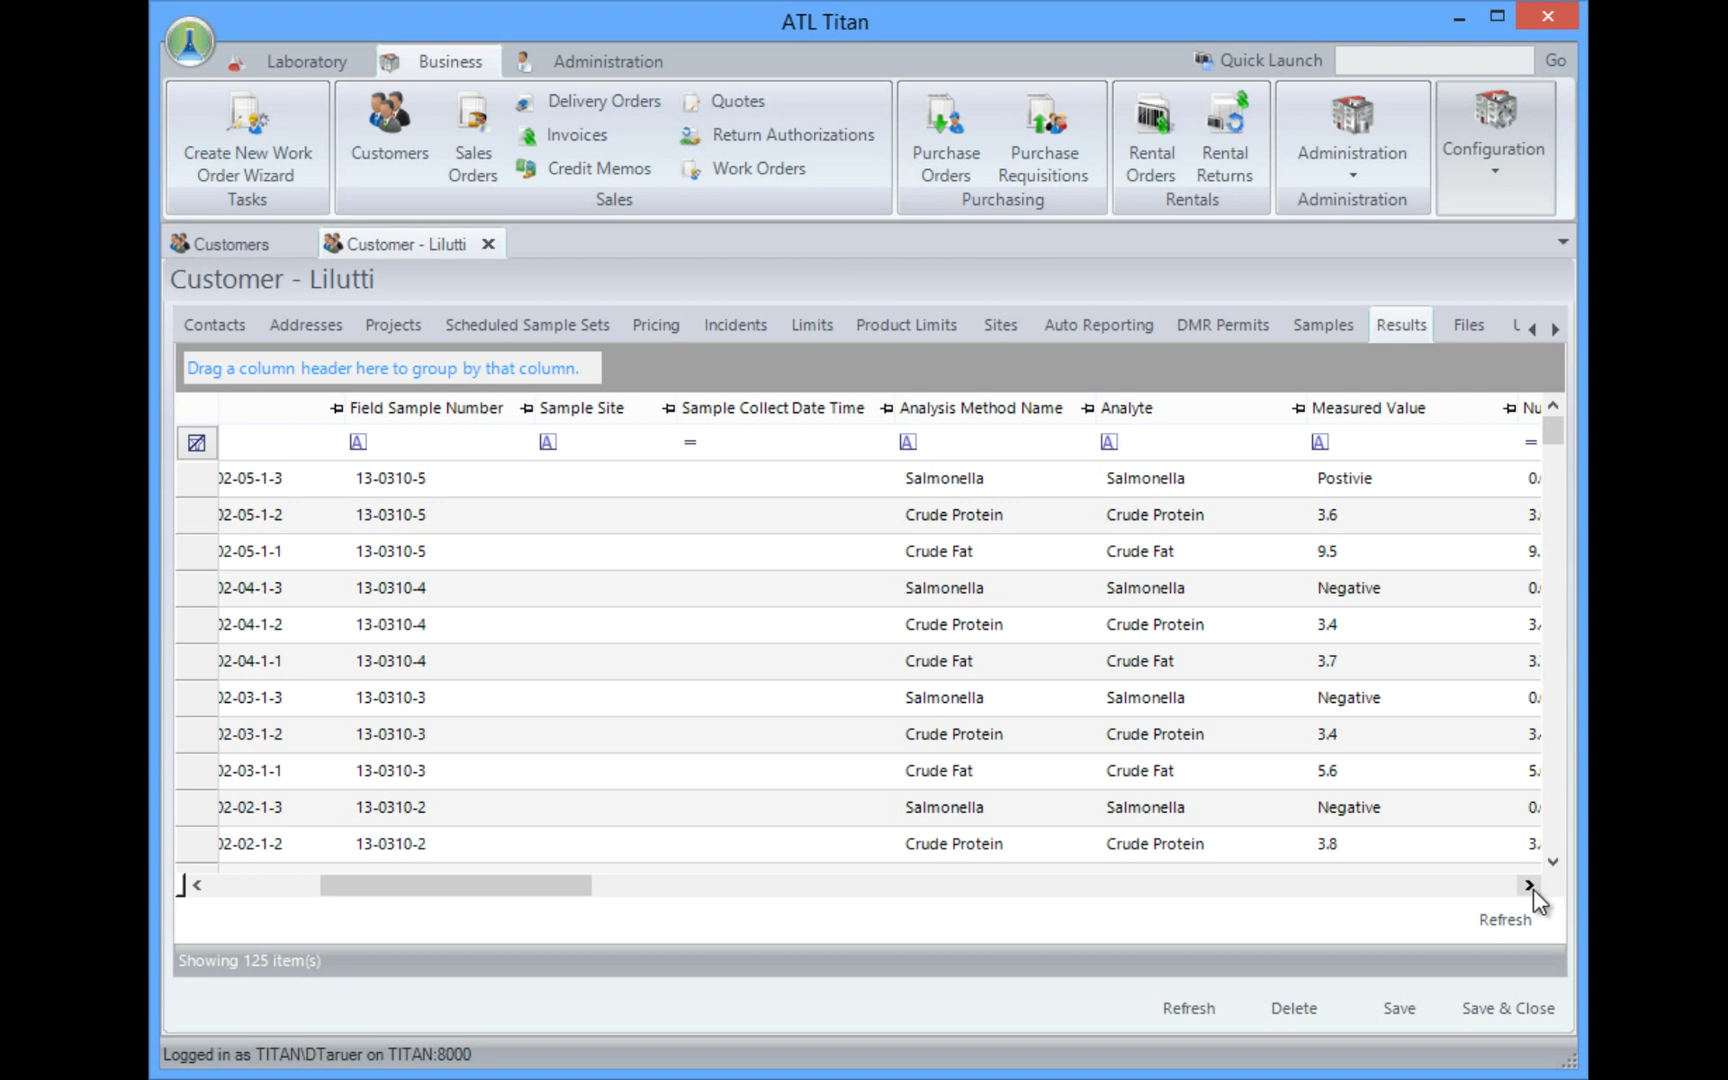 ATL Titan
Laboratory Business Administration Quick Launch Go
Create New Work Order Wizard
Tasks
Customers
Sales Orders
Delivery Orders
Invoices
Credit Memos
Quotes
Return Authorizations
Work Orders
Sales
Purchase Orders
Purchase Requisitions
Purchasing
Rental Orders
Rental Returns
Rentals
Administration
Administration
Configuration
Customers Customer - Lilutti
Customer - Lilutti
Contacts Addresses Projects Scheduled Sample Sets Pricing Incidents Limits Product Limits Sites Auto Reporting DMR Permits Samples Results Files
Drag a column header here to group by that column.
Field Sample Number Sample Site Sample Collect Date Time Analysis Method Name Analyte Measured Value Nu
A A = A A A =
02-05-1-3 13-0310-5 Salmonella Salmonella Postivie 0.
02-05-1-2 13-0310-5 Crude Protein Crude Protein 3.6 3.
02-05-1-1 13-0310-5 Crude Fat Crude Fat 9.5 9.
02-04-1-3 13-0310-4 Salmonella Salmonella Negative 0.
02-04-1-2 13-0310-4 Crude Protein Crude Protein 3.4 3.
02-04-1-1 13-0310-4 Crude Fat Crude Fat 3.7 3.
02-03-1-3 13-0310-3 Salmonella Salmonella Negative 0.
02-03-1-2 13-0310-3 Crude Protein Crude Protein 3.4 3.
02-03-1-1 13-0310-3 Crude Fat Crude Fat 5.6 5.
02-02-1-3 13-0310-2 Salmonella Salmonella Negative 0.
02-02-1-2 13-0310-2 Crude Protein Crude Protein 3.8 3.
Refresh
Showing 125 item(s)
Refresh Delete Save Save & Close
Logged in as TITAN\DTaruer on TITAN:8000